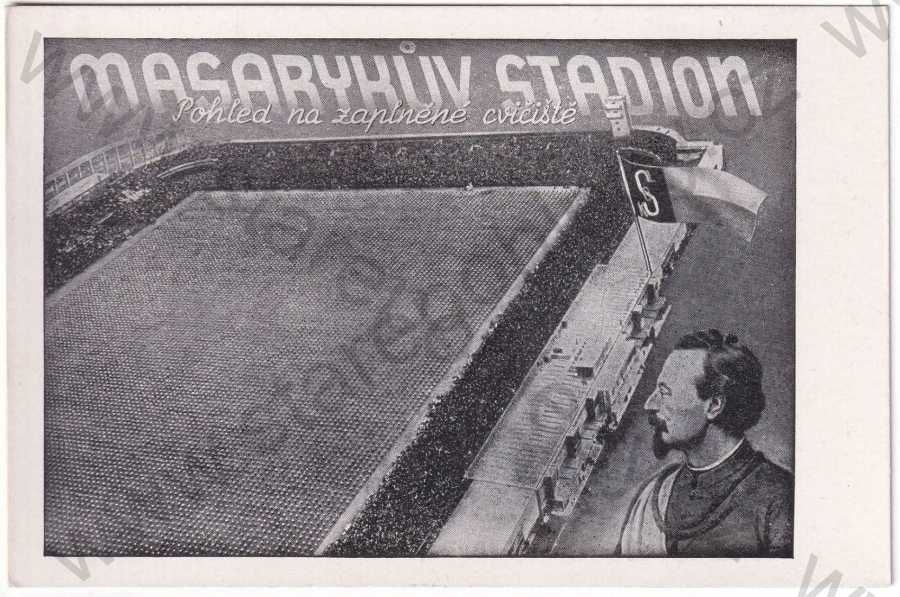 MASARYKŮV STADION
Pohled na zaplněné cvičiště
S